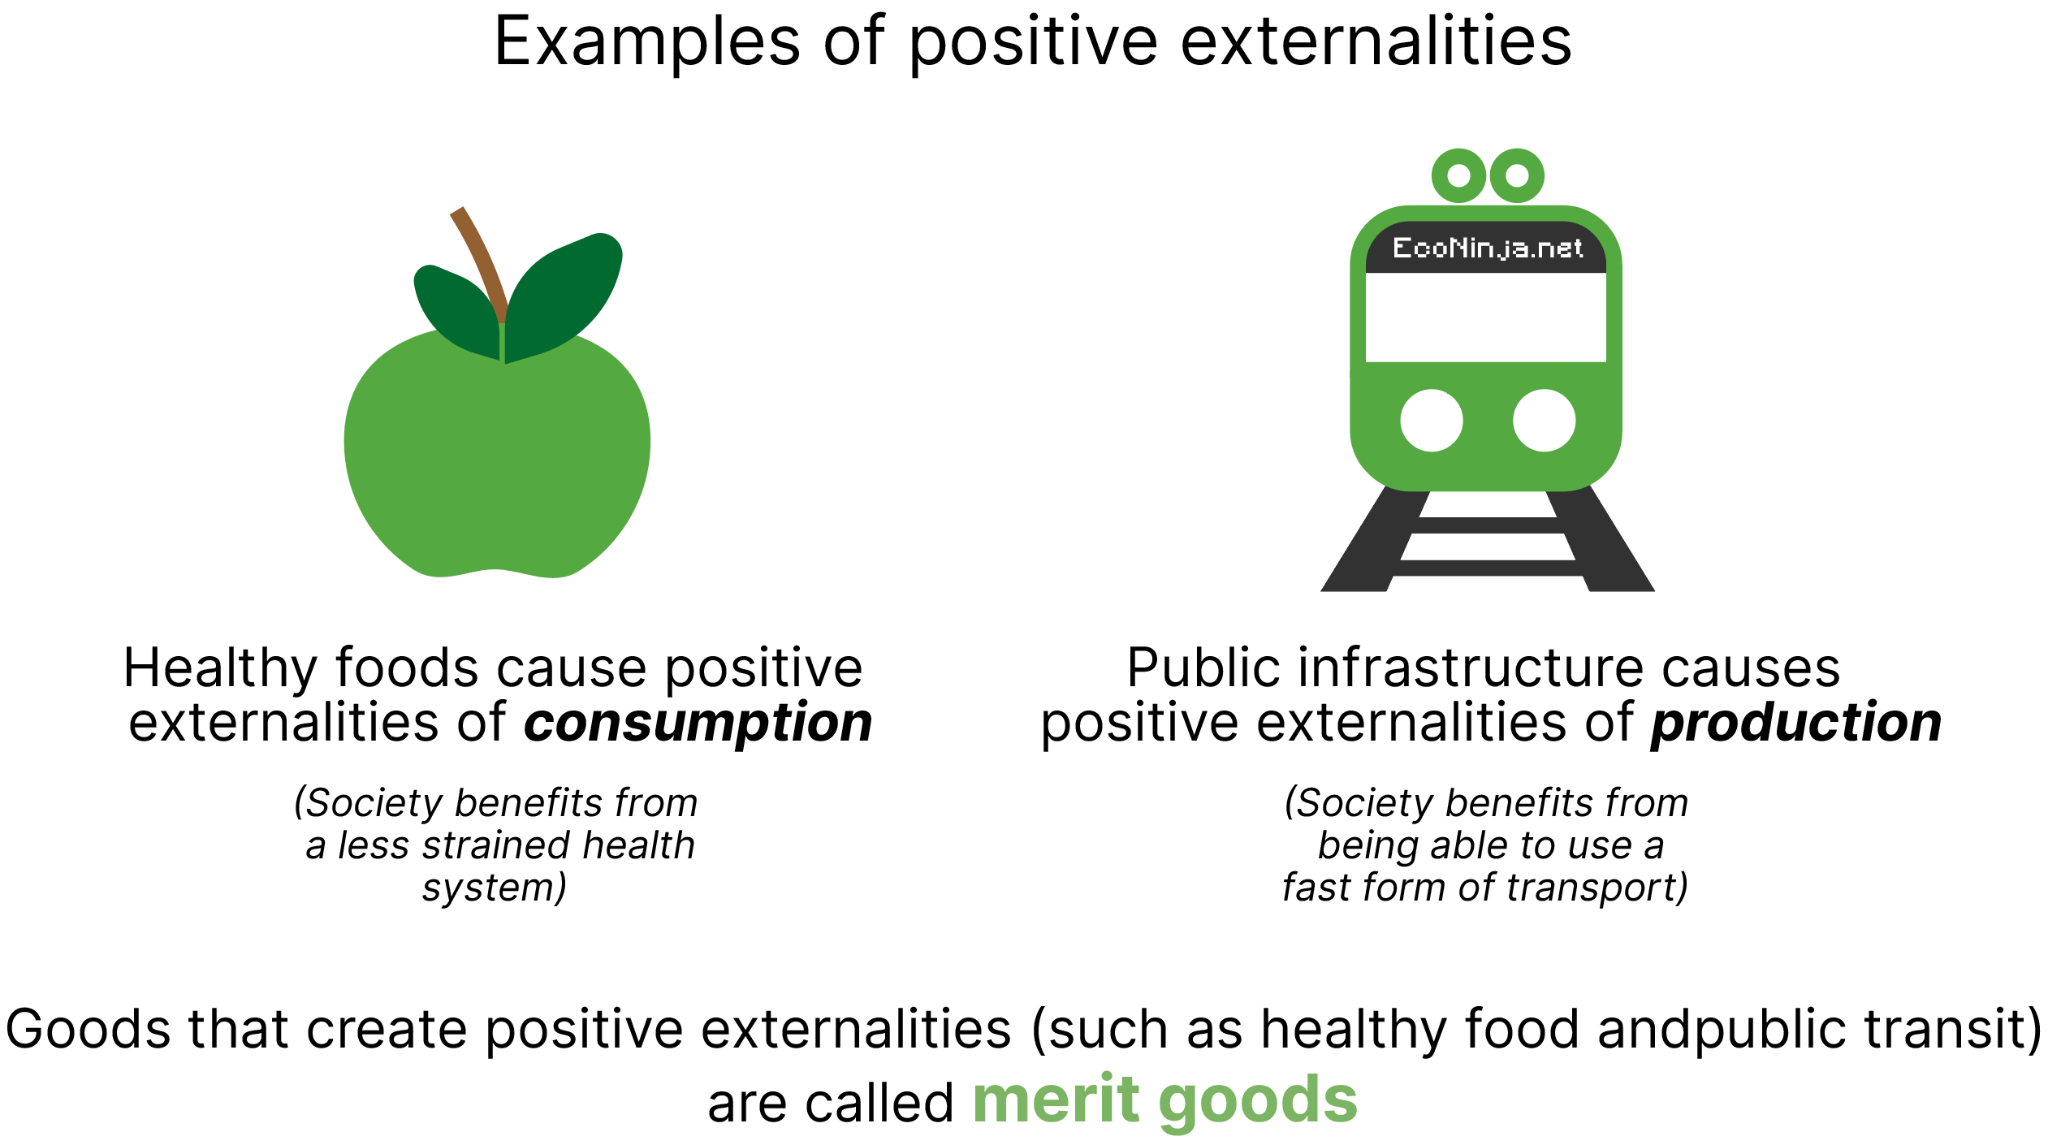 Examples of positive externalities
EcoNinja.net
Healthy foods cause positive
externalities of consumption
(Society benefits from
a less strained health
system)
Public infrastructure causes
positive externalities of production
(Society benefits from
being able to use a
fast form of transport)
Goods that create positive externalities (such as healthy food andpublic transit)
are called merit goods